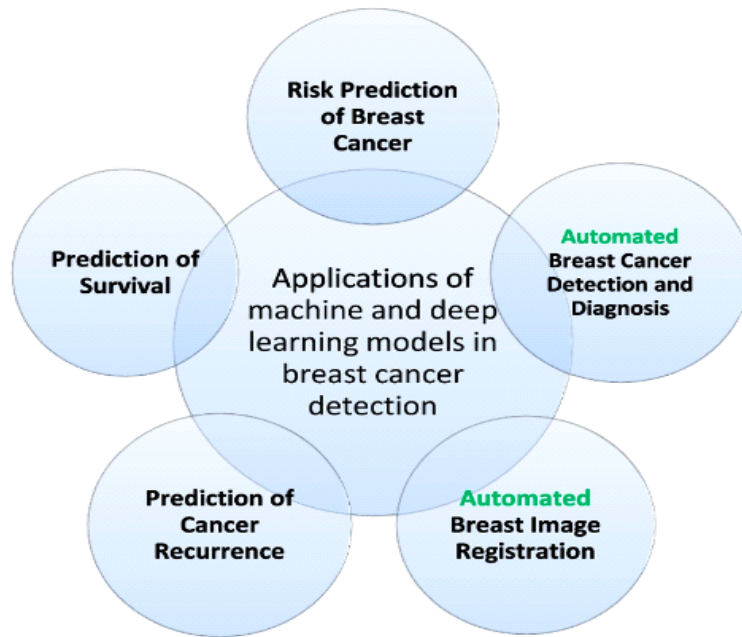 Risk Prediction
of Breast
Cancer
Prediction of
Survival
Automated
Breast Cancer
Detection and
Diagnosis
Applications of
machine and deep
learning models in
breast cancer
detection
Prediction of
Cancer
Recurrence
Automated
Breast Image
Registration